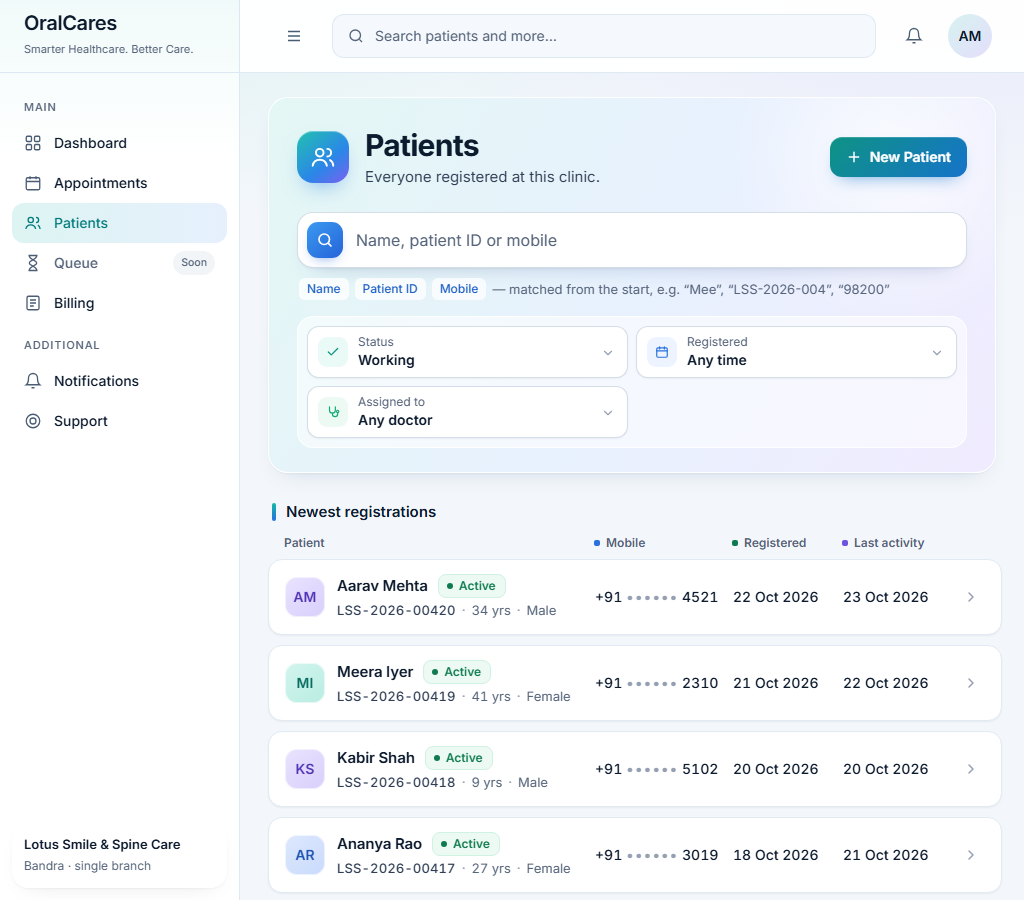 OralCares
Smarter Healthcare. Better Care.
Search patients and more...
AM
MAIN
Dashboard
Appointments
Patients
Queue Soon
Billing
ADDITIONAL
Notifications
Support
Lotus Smile & Spine Care
Bandra · single branch
Patients
Everyone registered at this clinic.
+ New Patient
Name, patient ID or mobile
Name Patient ID Mobile — matched from the start, e.g. “Mee”, “LSS-2026-004”, “98200”
Status
Working
Registered
Any time
Assigned to
Any doctor
Newest registrations
Patient Mobile Registered Last activity
AM Aarav Mehta Active
LSS-2026-00420 · 34 yrs · Male
+91 •••••• 4521 22 Oct 2026 23 Oct 2026
MI Meera Iyer Active
LSS-2026-00419 · 41 yrs · Female
+91 •••••• 2310 21 Oct 2026 22 Oct 2026
KS Kabir Shah Active
LSS-2026-00418 · 9 yrs · Male
+91 •••••• 5102 20 Oct 2026 20 Oct 2026
AR Ananya Rao Active
LSS-2026-00417 · 27 yrs · Female
+91 •••••• 3019 18 Oct 2026 21 Oct 2026